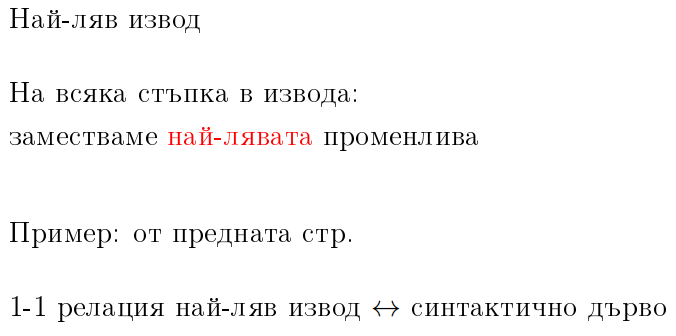 Най-ляв извод
На всяка стъпка в извода:
заместваме най-лявата променлива
Пример: от предната стр.
1-1 релация най-ляв извод ↔ синтактично дърво